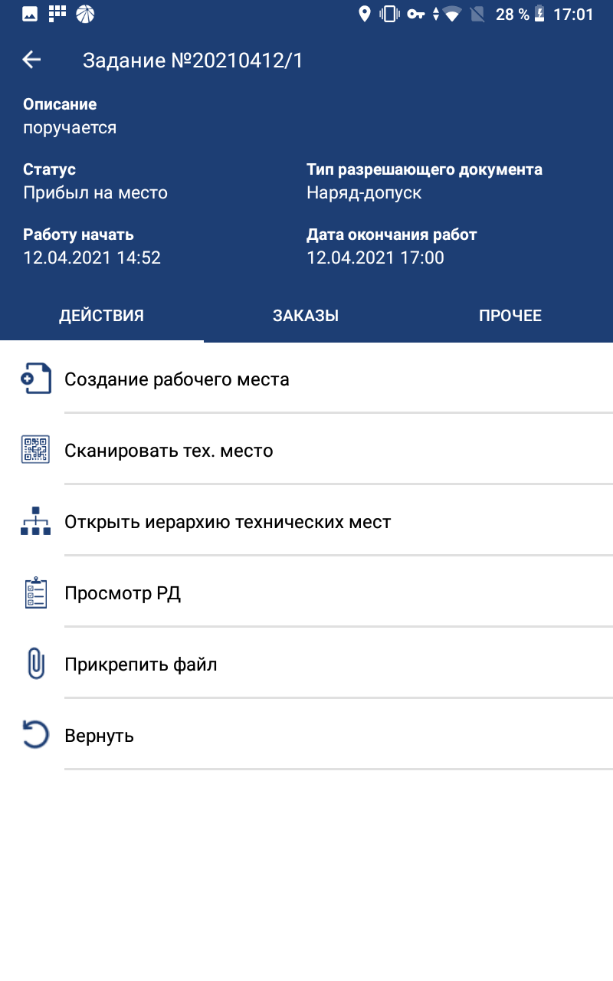 28 % 17:01
Задание №20210412/1
Описание
поручается
Статус
Прибыл на место
Тип разрешающего документа
Наряд-допуск
Работу начать
12.04.2021 14:52
Дата окончания работ
12.04.2021 17:00
ДЕЙСТВИЯ ЗАКАЗЫ ПРОЧЕЕ
Создание рабочего места
Сканировать тех. место
Открыть иерархию технических мест
Просмотр РД
Прикрепить файл
Вернуть